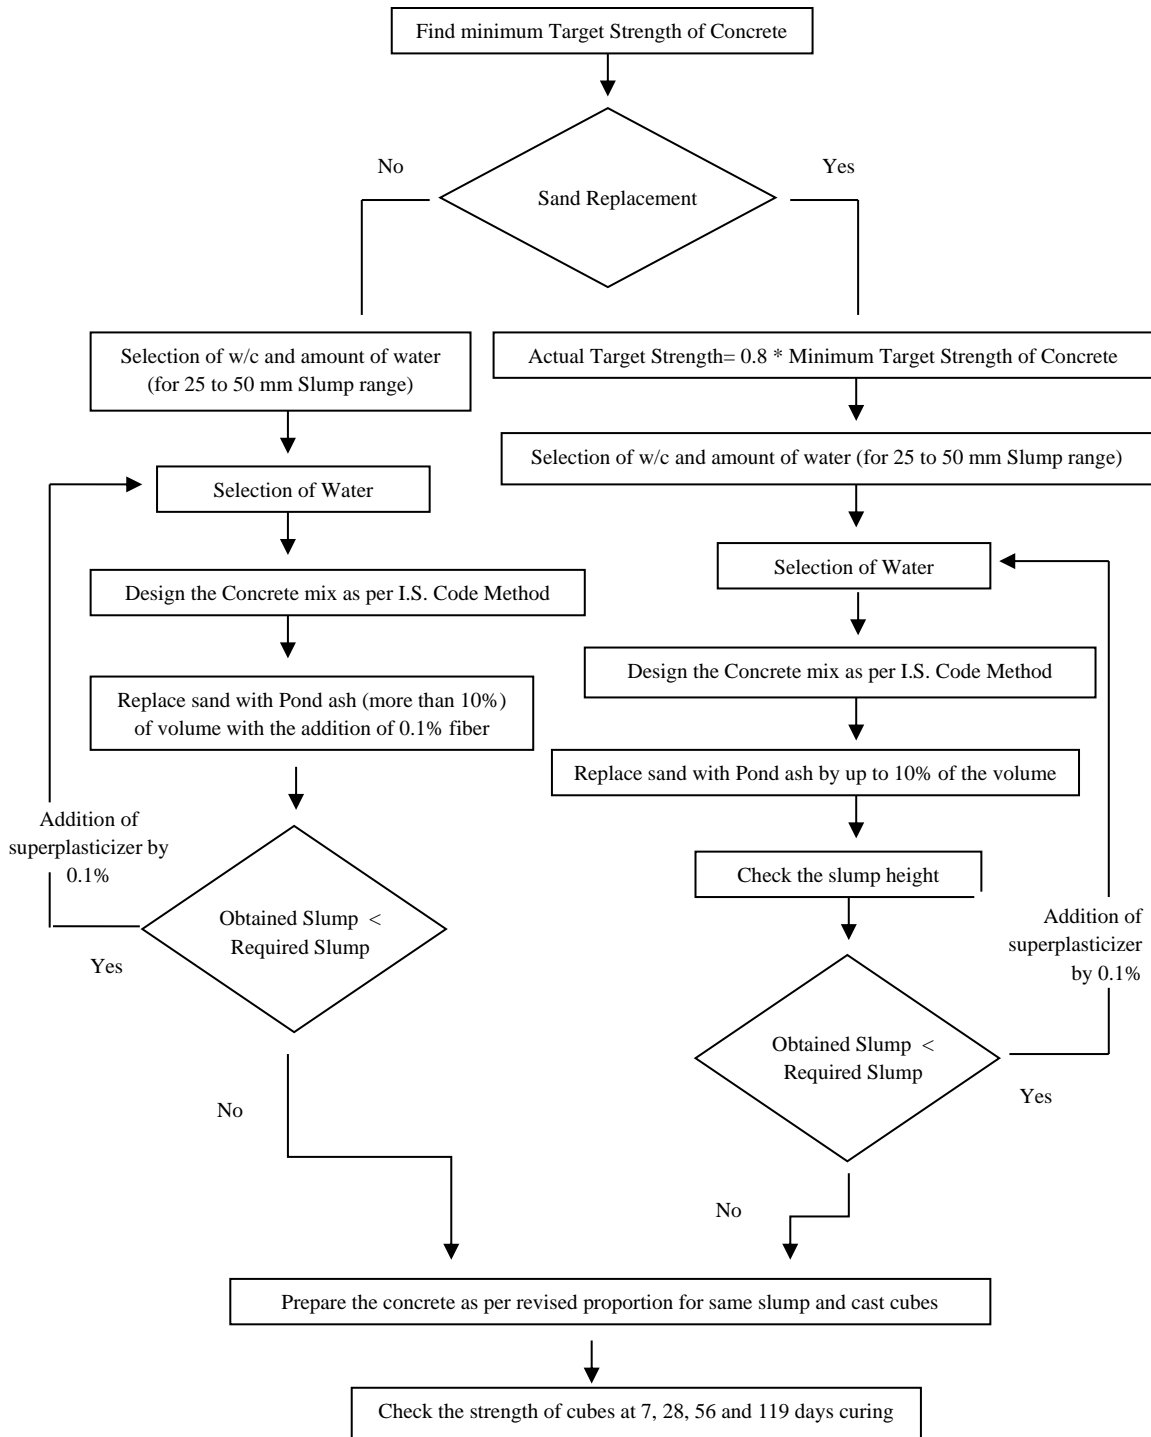 Find minimum Target Strength of Concrete
No
Yes
Sand Replacement
Selection of w/c and amount of water
(for 25 to 50 mm Slump range)
Actual Target Strength= 0.8 * Minimum Target Strength of Concrete
Selection of w/c and amount of water (for 25 to 50 mm Slump range)
Selection of Water
Selection of Water
Design the Concrete mix as per I.S. Code Method
Design the Concrete mix as per I.S. Code Method
Replace sand with Pond ash (more than 10%)
of volume with the addition of 0.1% fiber
Replace sand with Pond ash by up to 10% of the volume
Addition of
superplasticizer by
0.1%
Check the slump height
Obtained Slump <
Required Slump
Yes
Addition of
superplasticizer
by 0.1%
Obtained Slump <
Required Slump
Yes
No
No
Prepare the concrete as per revised proportion for same slump and cast cubes
Check the strength of cubes at 7, 28, 56 and 119 days curing